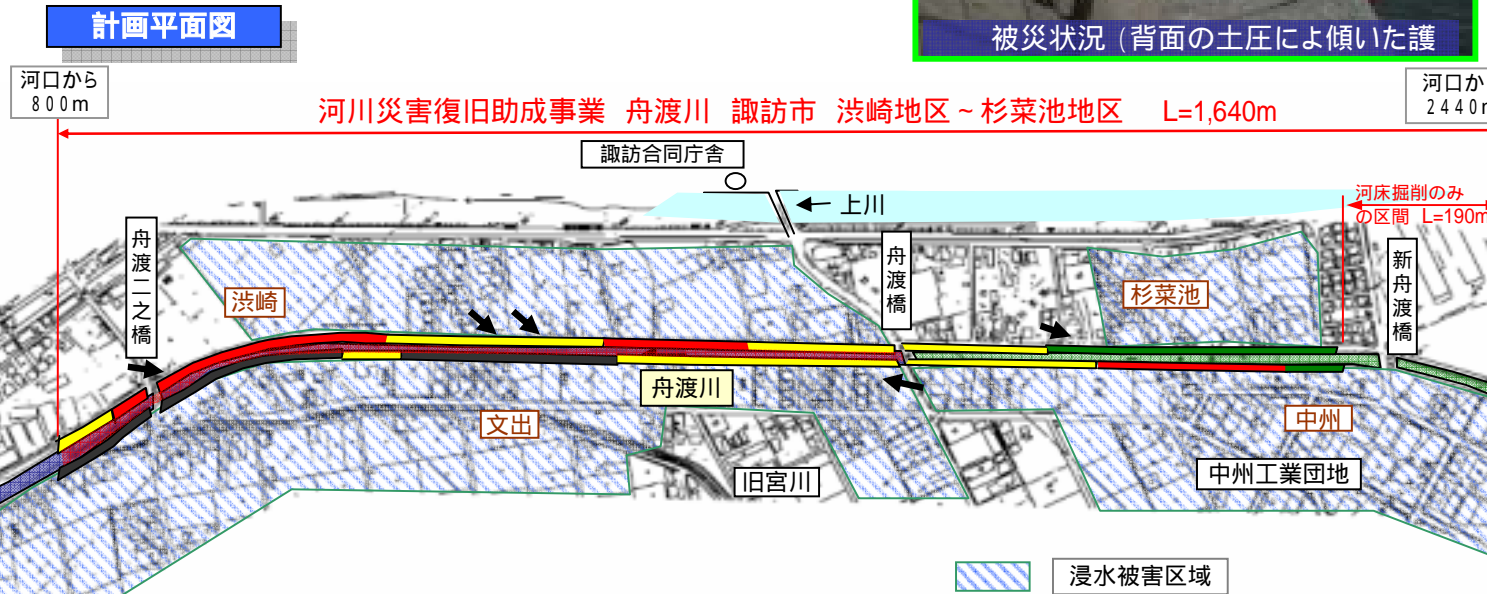 計画平面図
被災状況（背面の土圧によ傾いた護
河口から
800m
河口か
2440m
河川災害復旧助成事業 舟渡川 諏訪市 渋崎地区～杉菜池地区 L=1,640m
諏訪合同庁舎
上川
河床掘削のみ
の区間 L=190m
舟渡二之橋
舟渡橋
新舟渡橋
渋崎
杉菜池
舟渡川
文出
中州
旧宮川
中州工業団地
浸水被害区域